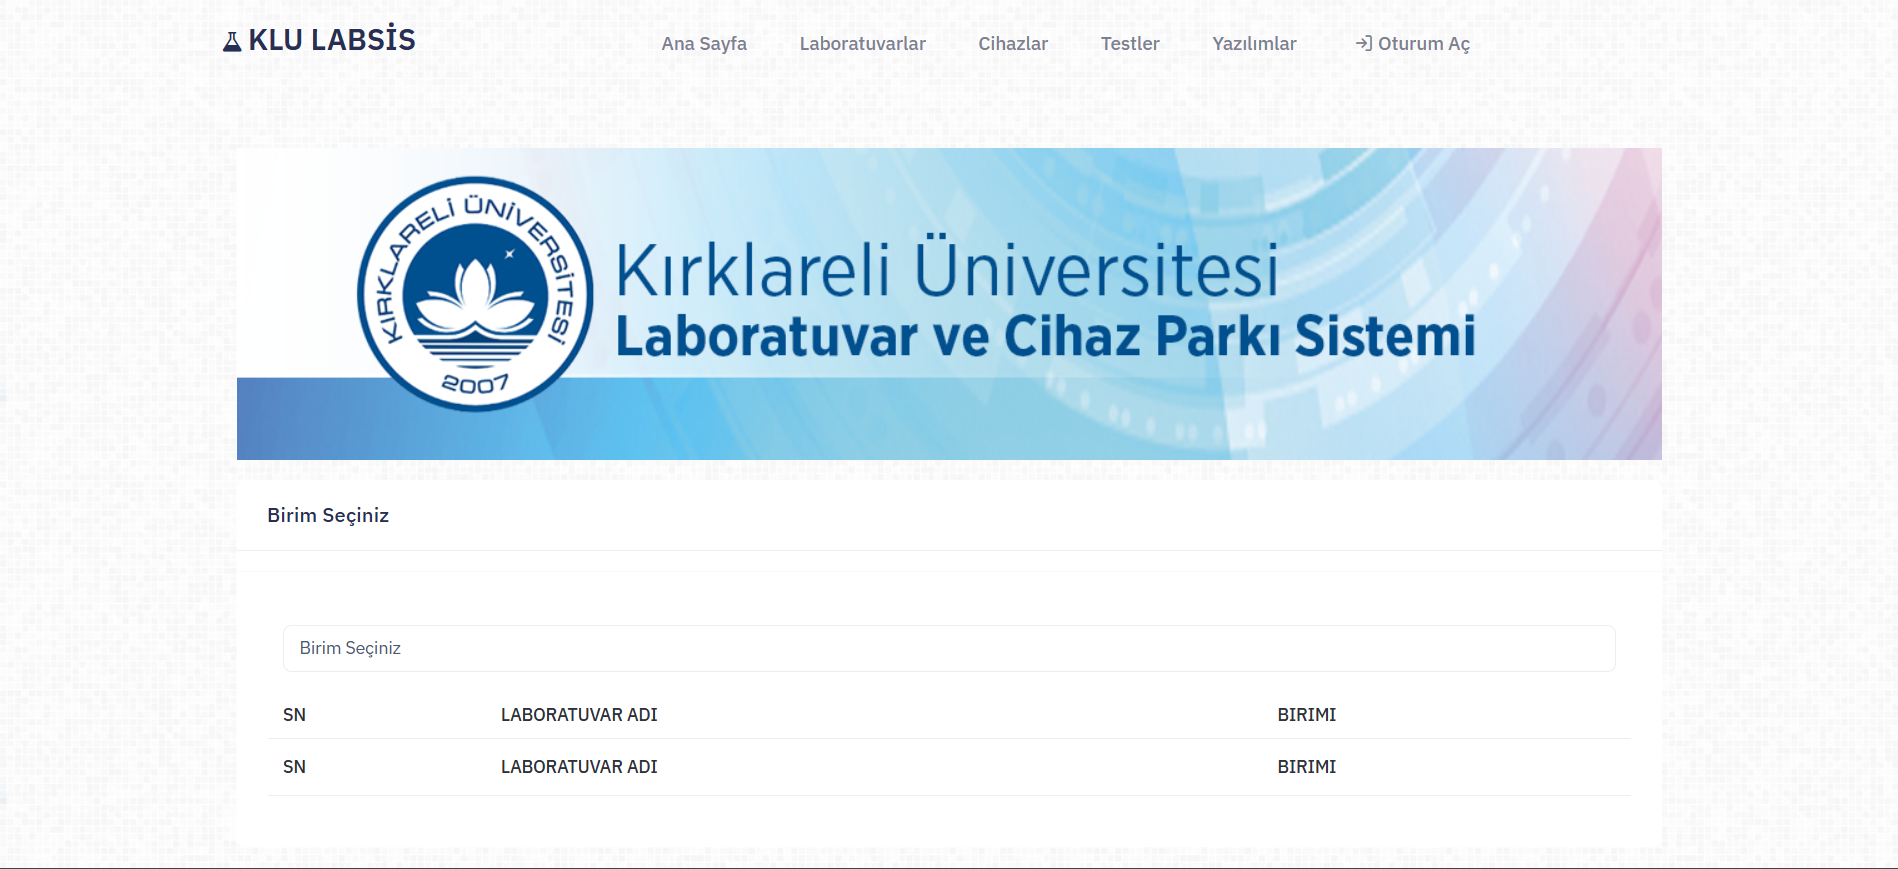 KLU LABSİS
Ana Sayfa Laboratuvarlar Cihazlar Testler Yazılımlar Oturum Aç
KIRKLARELİ ÜNİVERSİTESİ
2007
Kırklareli Üniversitesi
Laboratuvar ve Cihaz Parkı Sistemi
Birim Seçiniz
Birim Seçiniz
SN LABORATUVAR ADI BIRIMI
SN LABORATUVAR ADI BIRIMI